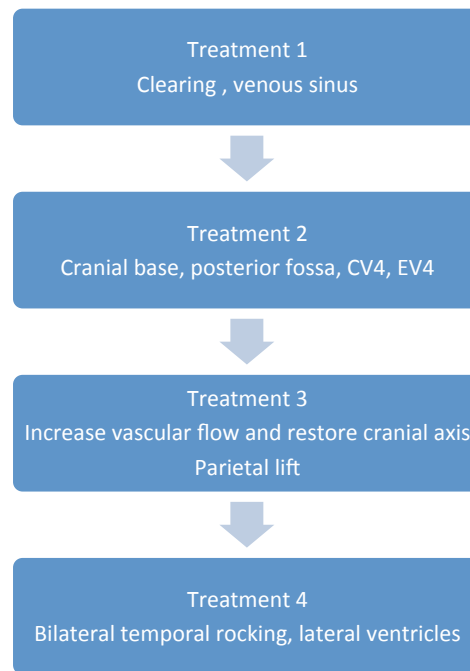 Treatment 1
Clearing , venous sinus
Treatment 2
Cranial base, posterior fossa, CV4, EV4
Treatment 3
Increase vascular flow and restore cranial axis
Parietal lift
Treatment 4
Bilateral temporal rocking, lateral ventricles